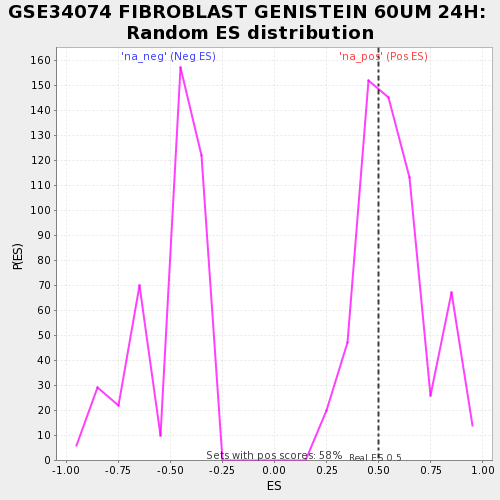 GSE34074 FIBROBLAST GENISTEIN 60UM 24H:
Random ES distribution
'na_neg' (Neg ES)
'na_pos' (Pos ES)
160
150
140
130
120
110
100
90
80
70
60
50
40
30
20
10
0
P(ES)
Sets with pos scores: 58%
Real ES 0.5
-1.00 -0.75 -0.50 -0.25 0.00 0.25 0.50 0.75 1.00
ES